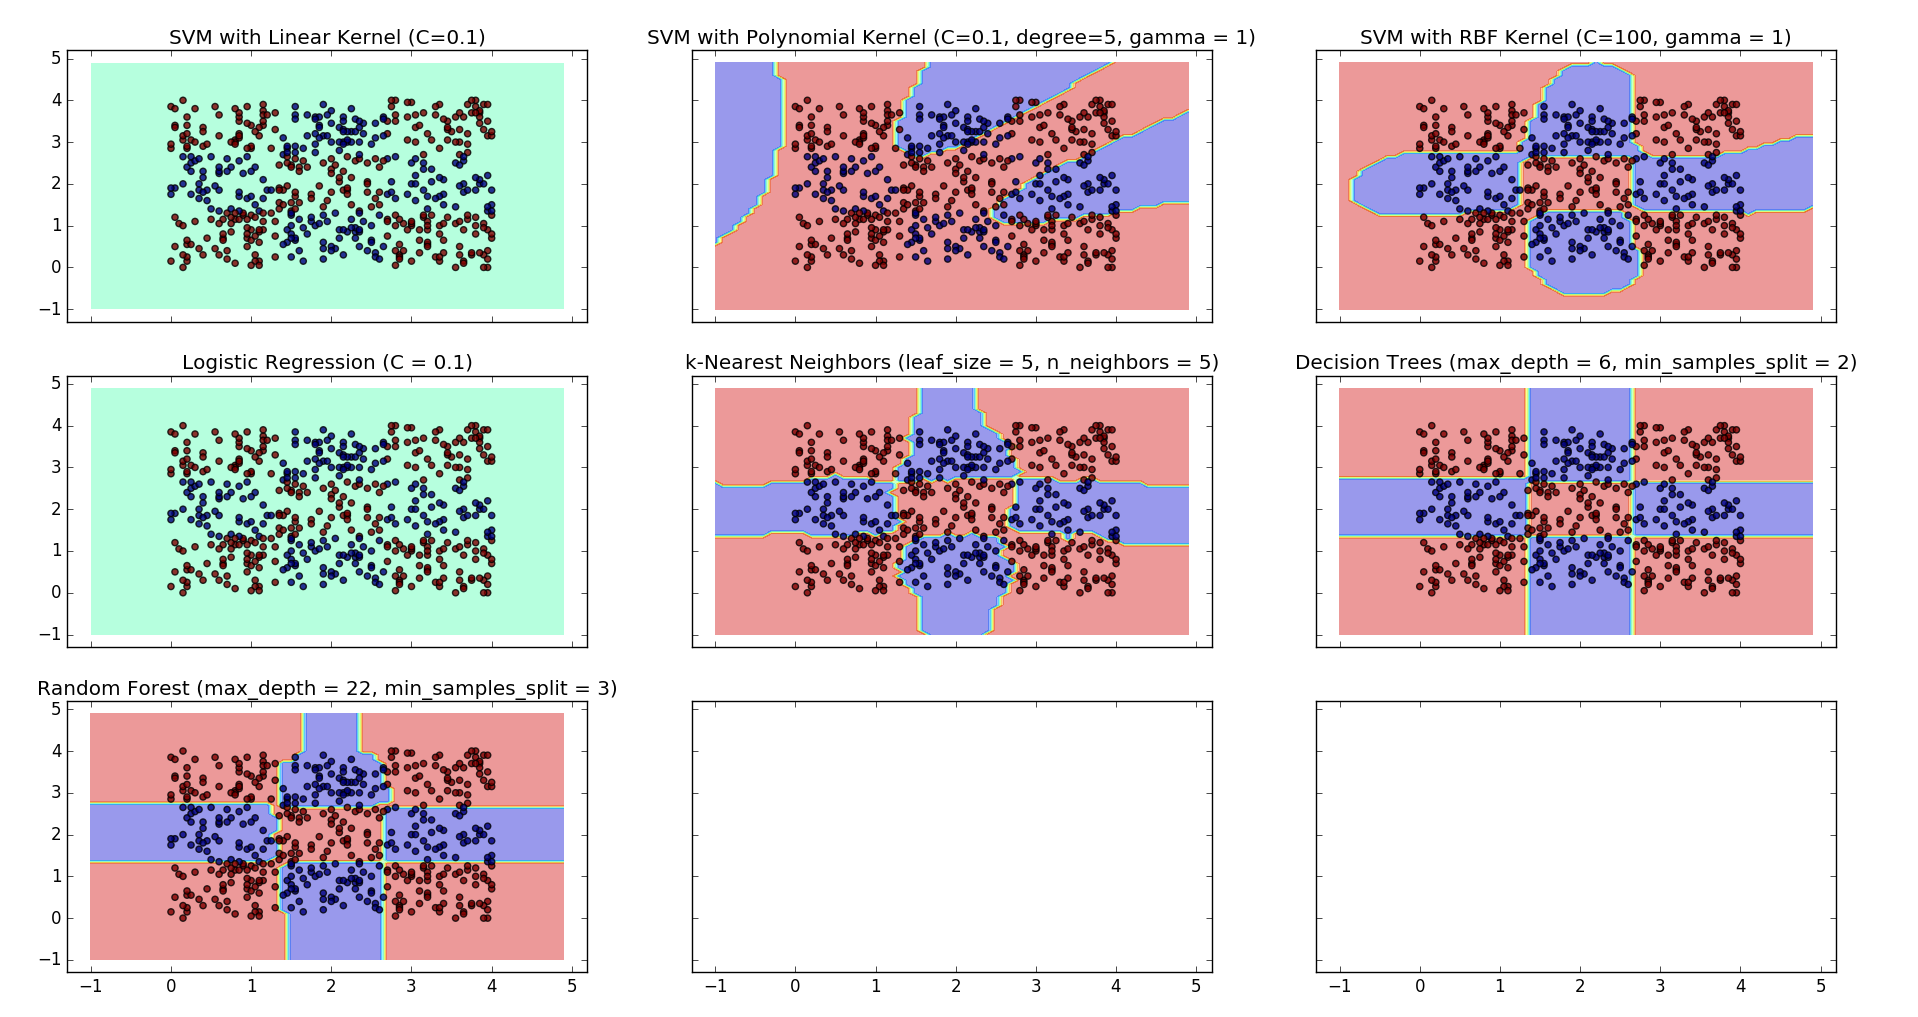 SVM with Linear Kernel (C=0.1)
SVM with Polynomial Kernel (C=0.1, degree=5, gamma = 1)
SVM with RBF Kernel (C=100, gamma = 1)
5
4
3
2
1
0
−1
Logistic Regression (C = 0.1)
k-Nearest Neighbors (leaf_size = 5, n_neighbors = 5)
Decision Trees (max_depth = 6, min_samples_split = 2)
5
4
3
2
1
0
−1
Random Forest (max_depth = 22, min_samples_split = 3)
5
4
3
2
1
0
−1
−1 0 1 2 3 4 5
−1 0 1 2 3 4 5
−1 0 1 2 3 4 5